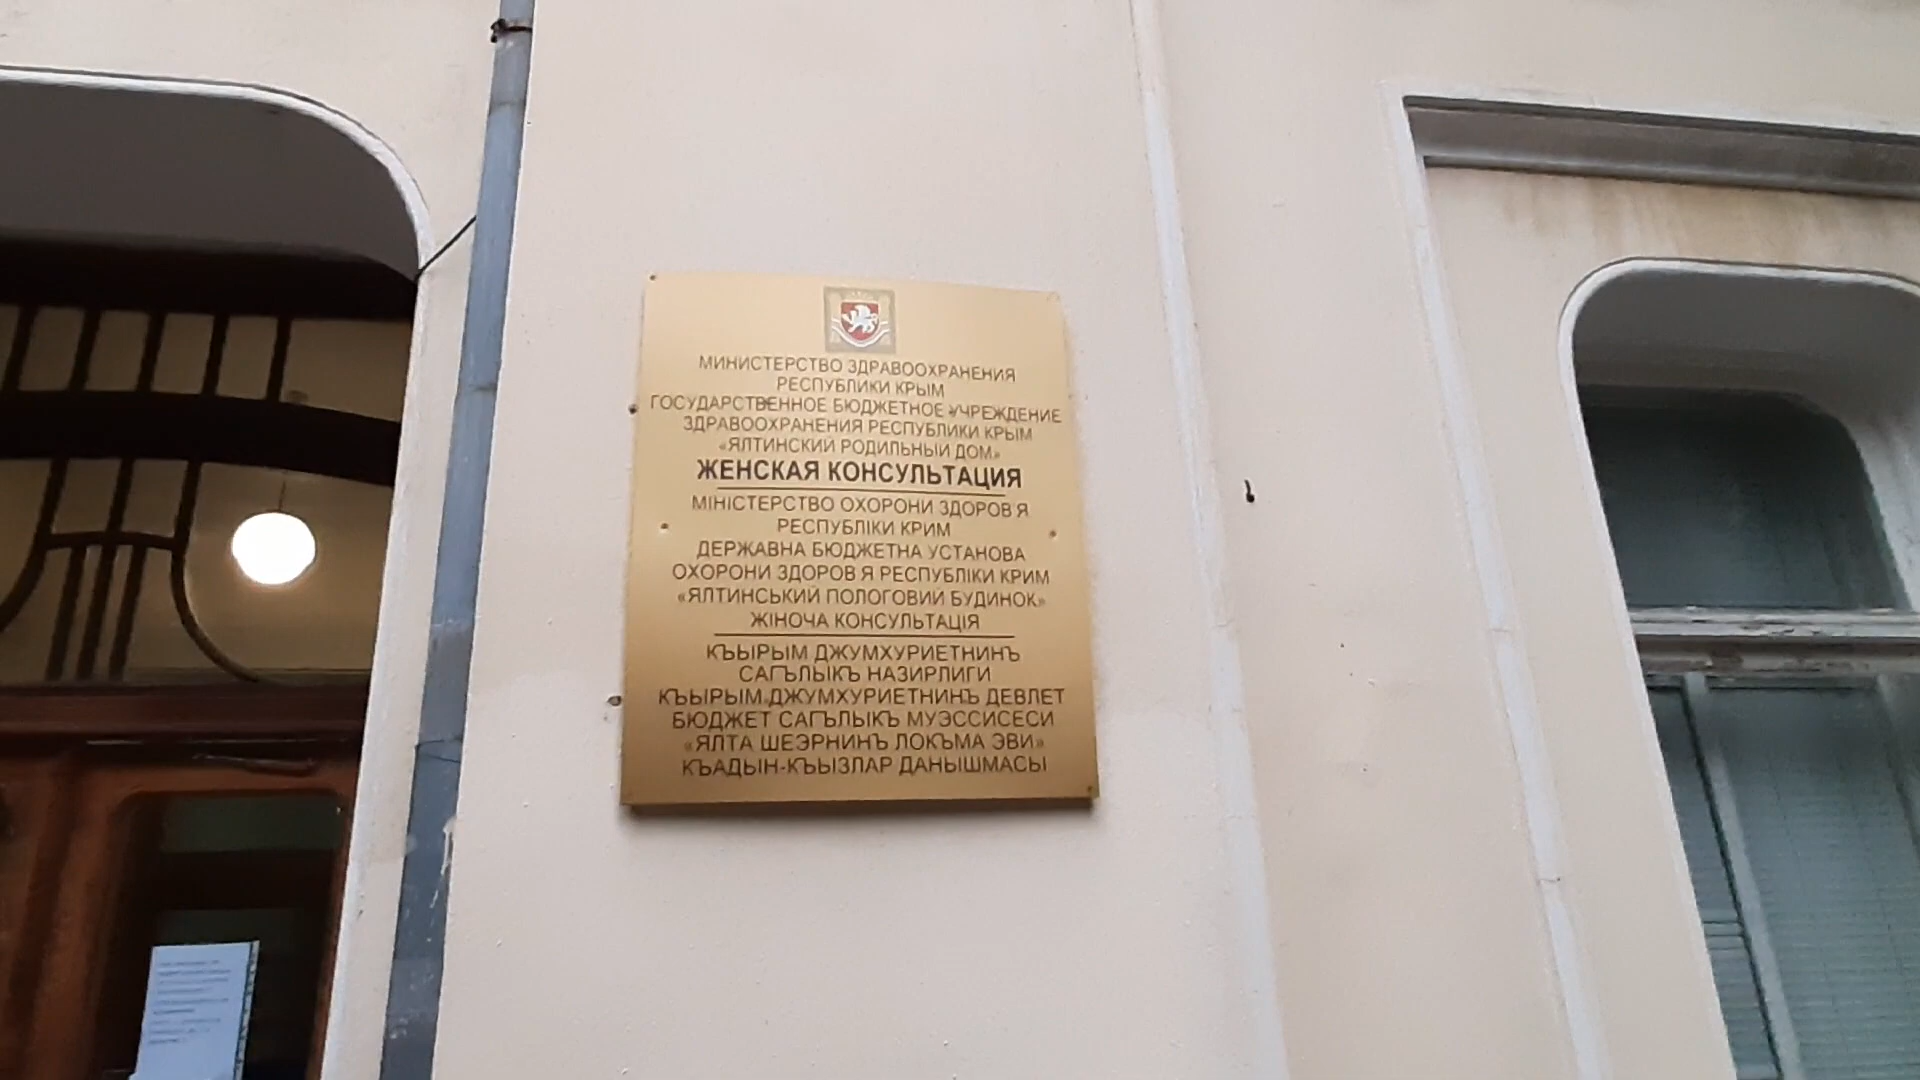 МИНИСТЕРСТВО ЗДРАВООХРАНЕНИЯ
РЕСПУБЛИКИ КРЫМ
ГОСУДАРСТВЕННОЕ БЮДЖЕТНОЕ УЧРЕЖДЕНИЕ
ЗДРАВООХРАНЕНИЯ РЕСПУБЛИКИ КРЫМ
«ЯЛТИНСКИЙ РОДИЛЬНЫЙ ДОМ»
ЖЕНСКАЯ КОНСУЛЬТАЦИЯ
МІНІСТЕРСТВО ОХОРОНИ ЗДОРОВ'Я
РЕСПУБЛІКИ КРИМ
ДЕРЖАВНА БЮДЖЕТНА УСТАНОВА
ОХОРОНИ ЗДОРОВ'Я РЕСПУБЛІКИ КРИМ
«ЯЛТИНСЬКИЙ ПОЛОГОВИЙ БУДИНОК»
ЖІНОЧА КОНСУЛЬТАЦІЯ
КЪЫРЫМ ДЖУМХУРИЕТНИНЪ
САГЪЛЫКЪ НАЗИРЛИГИ
КЪЫРЫМ ДЖУМХУРИЕТНИНЪ ДЕВЛЕТ
БЮДЖЕТ САГЪЛЫКЪ МУЭССИСЕСИ
«ЯЛТА ШЕЭРНИНЪ ЛОКЪМА ЭВИ»
КЪАДЫН-КЪЫЗЛАР ДАНЫШМАСЫ